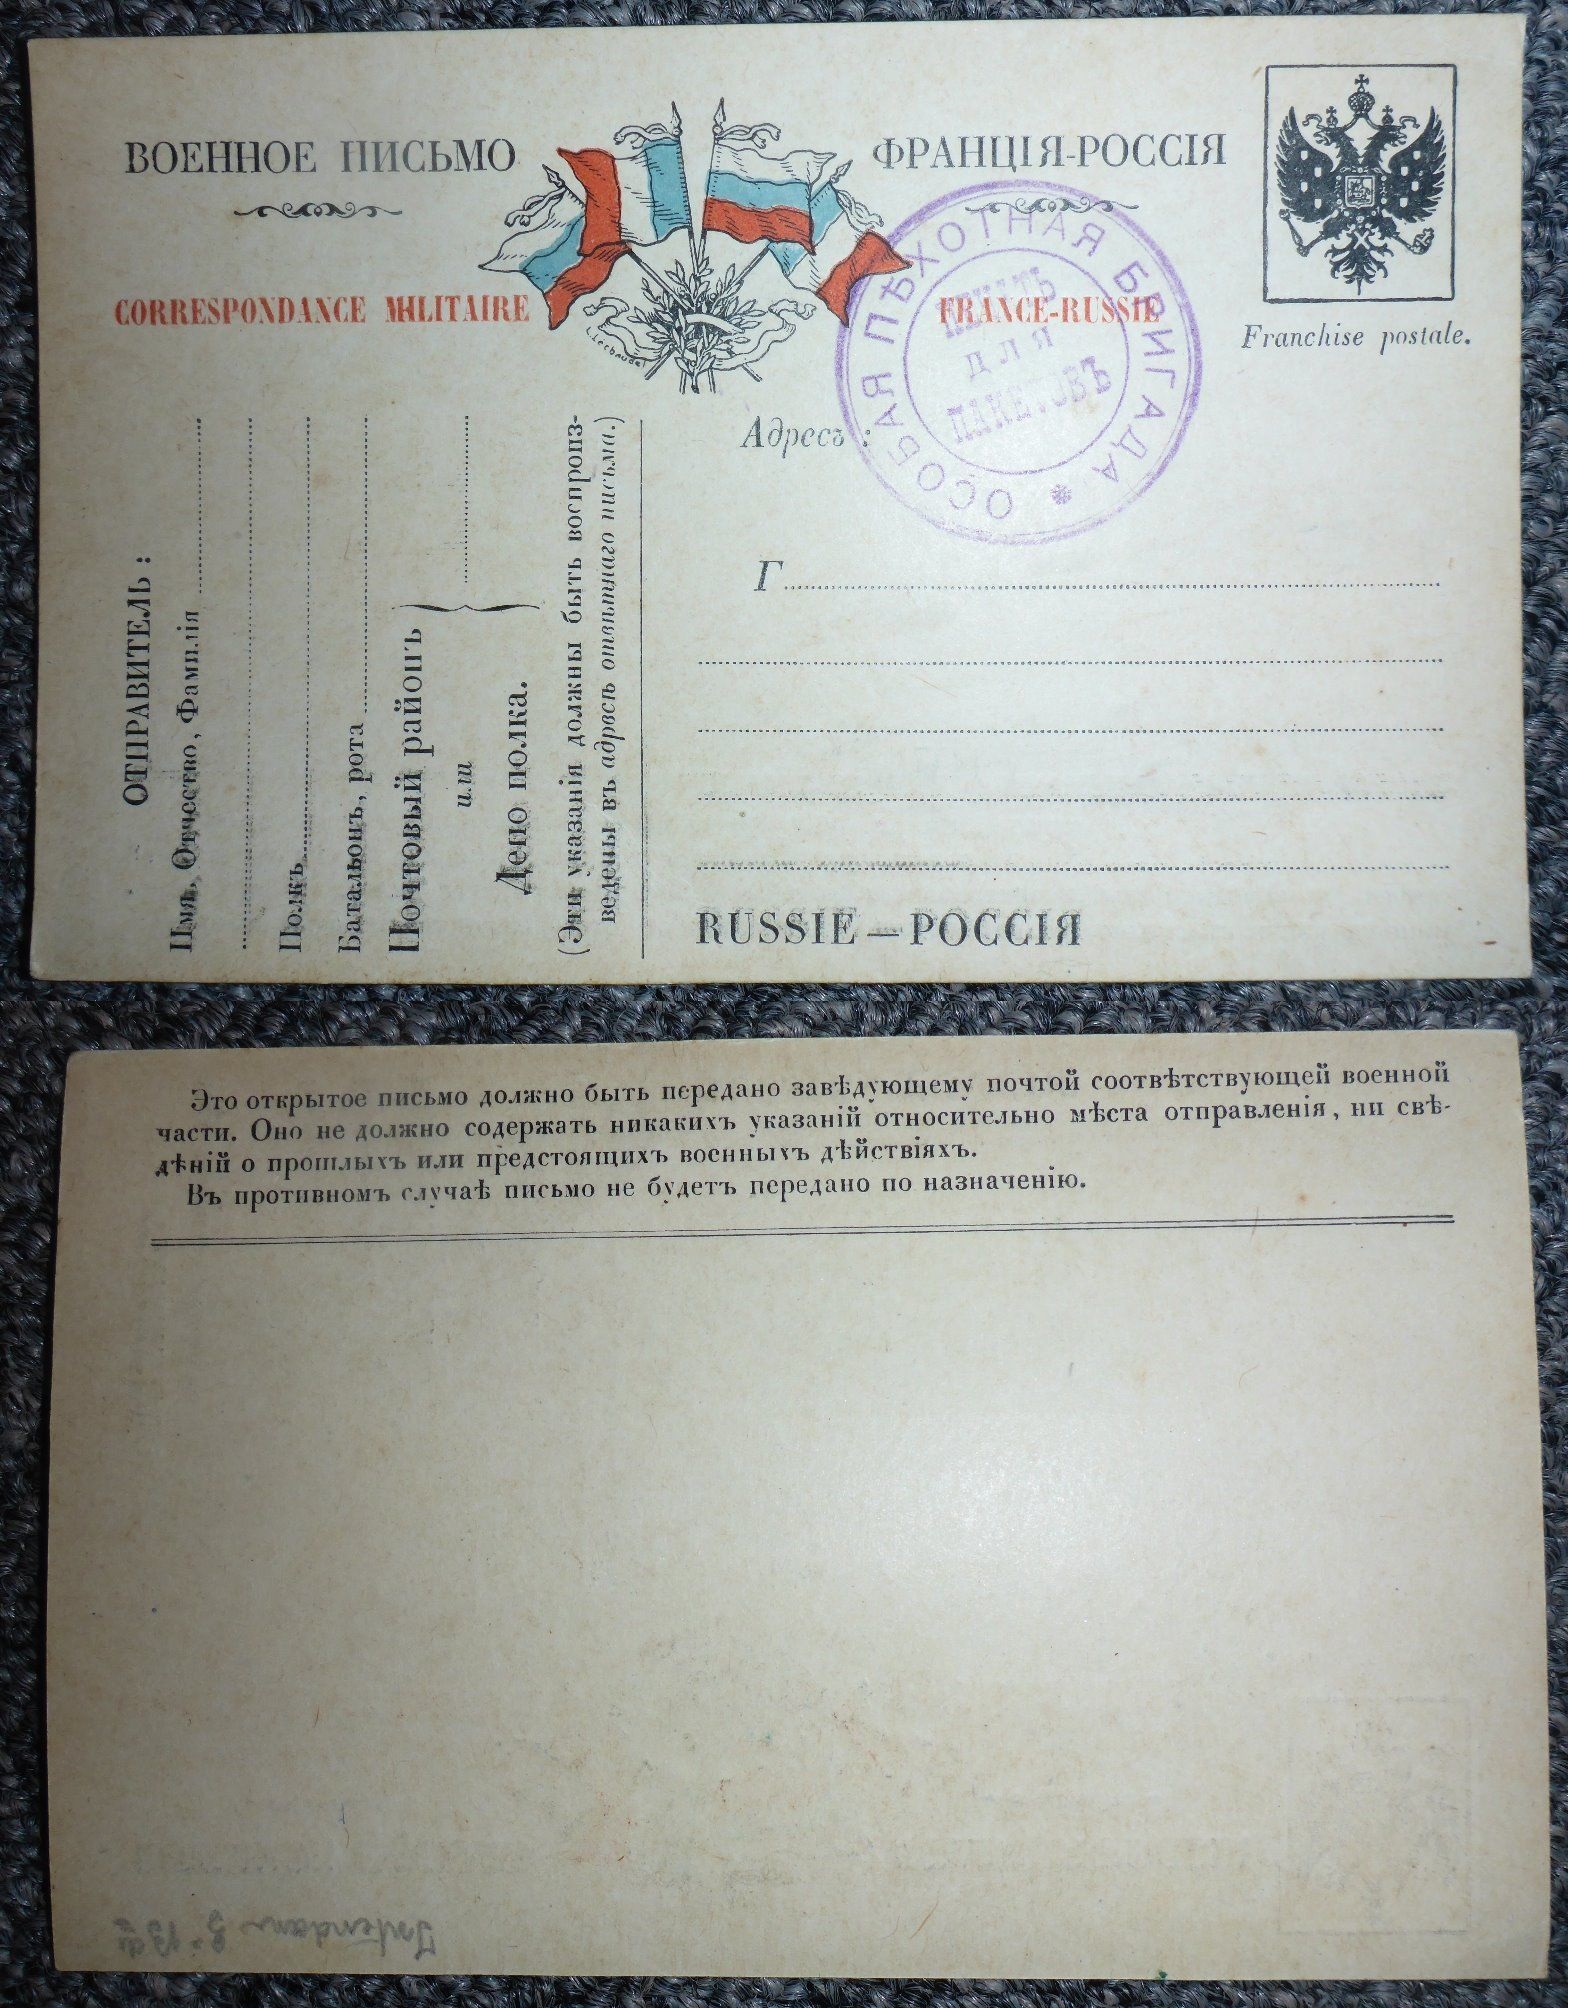 ВОЕННОЕ ПИСЬМО
ФРАНЦІЯ-РОССІЯ
CORRESPONDANCE MILITAIRE
FRANCE-RUSSIE
Franchise postale.
ОСОБАЯ ПѢХОТНАЯ БРИГАДА *
ПЕЧАТЬ
ДЛЯ
ПАКЕТОВЪ
ОТПРАВИТЕЛЬ :
Имя, Отчество, Фамилія
Полкъ
Батальонъ, рота
Почтовый районъ
или
Депо полка.
(Эти указанія должны быть воспроиз-
ведены въ адресѣ отвѣтнаго письма.)
Адресъ :
Г
RUSSIE — РОССІЯ
Это открытое письмо должно быть передано завѣдующему почтой соотвѣтствующей военной
части. Оно не должно содержать никакихъ указаній относительно мѣста отправленія, ни свѣ-
дѣній о прошлыхъ или предстоящихъ военныхъ дѣйствіяхъ.
Въ противномъ случаѣ письмо не будетъ передано по назначенію.